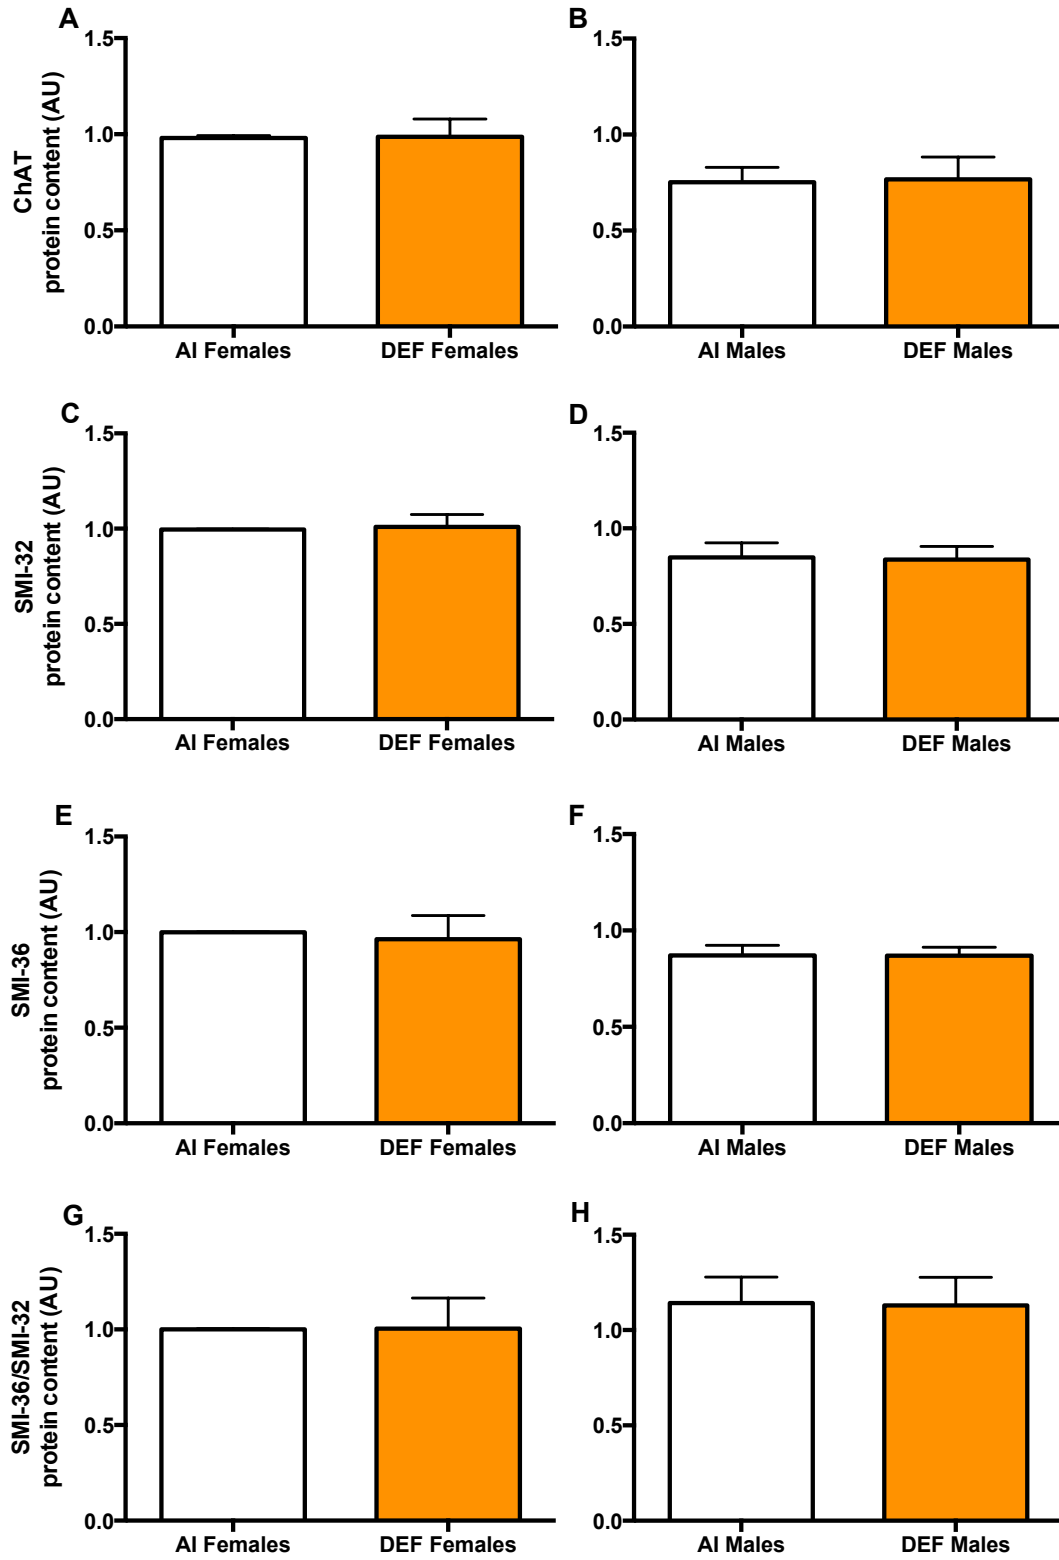 A
1.5
1.0
0.5
0.0
ChAT
protein content (AU)
AI Females
DEF Females
B
1.5
1.0
0.5
0.0
AI Males
DEF Males
C
1.5
1.0
0.5
0.0
SMI-32
protein content (AU)
AI Females
DEF Females
D
1.5
1.0
0.5
0.0
AI Males
DEF Males
E
1.5
1.0
0.5
0.0
SMI-36
protein content (AU)
AI Females
DEF Females
F
1.5
1.0
0.5
0.0
AI Males
DEF Males
G
1.5
1.0
0.5
0.0
SMI-36/SMI-32
protein content (AU)
AI Females
DEF Females
H
1.5
1.0
0.5
0.0
AI Males
DEF Males